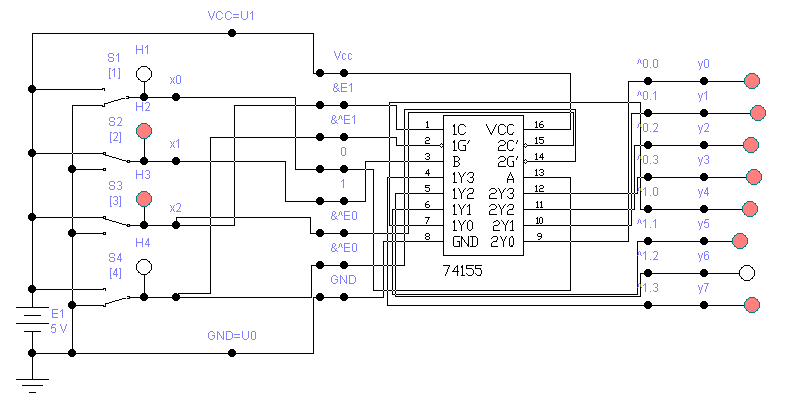 VCC=U1
S1
[1]
H1
x0
H2
S2
[2]
x1
H3
S3
[3]
x2
H4
S4
[4]
E1
5 V
GND=U0
Vcc
&E1
&^E1
0
1
&^E0
&^E0
GND
1 1C VCC 16
2 1G' 2C' 15
3 B 2G' 14
4 1Y3 A 13
5 1Y2 2Y3 12
6 1Y1 2Y2 11
7 1Y0 2Y1 10
8 GND 2Y0 9
74155
^0.0 y0
^0.1 y1
^0.2 y2
^0.3 y3
^1.0 y4
^1.1 y5
^1.2 y6
^1.3 y7